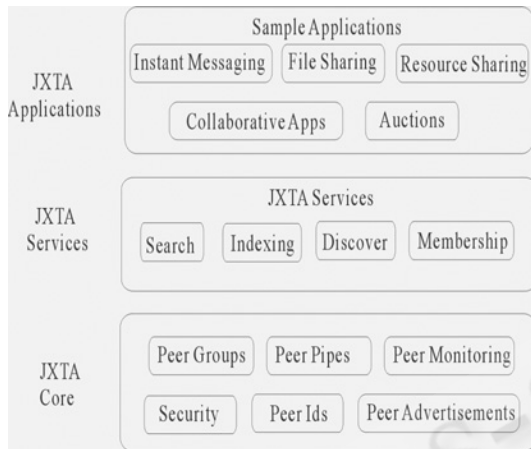 Sample Applications
Instant Messaging File Sharing Resource Sharing
JXTA
Applications
Collaborative Apps Auctions
JXTA Services
JXTA
Services
Search Indexing Discover Membership
Peer Groups Peer Pipes Peer Monitoring
JXTA
Core
Security Peer Ids Peer Advertisements